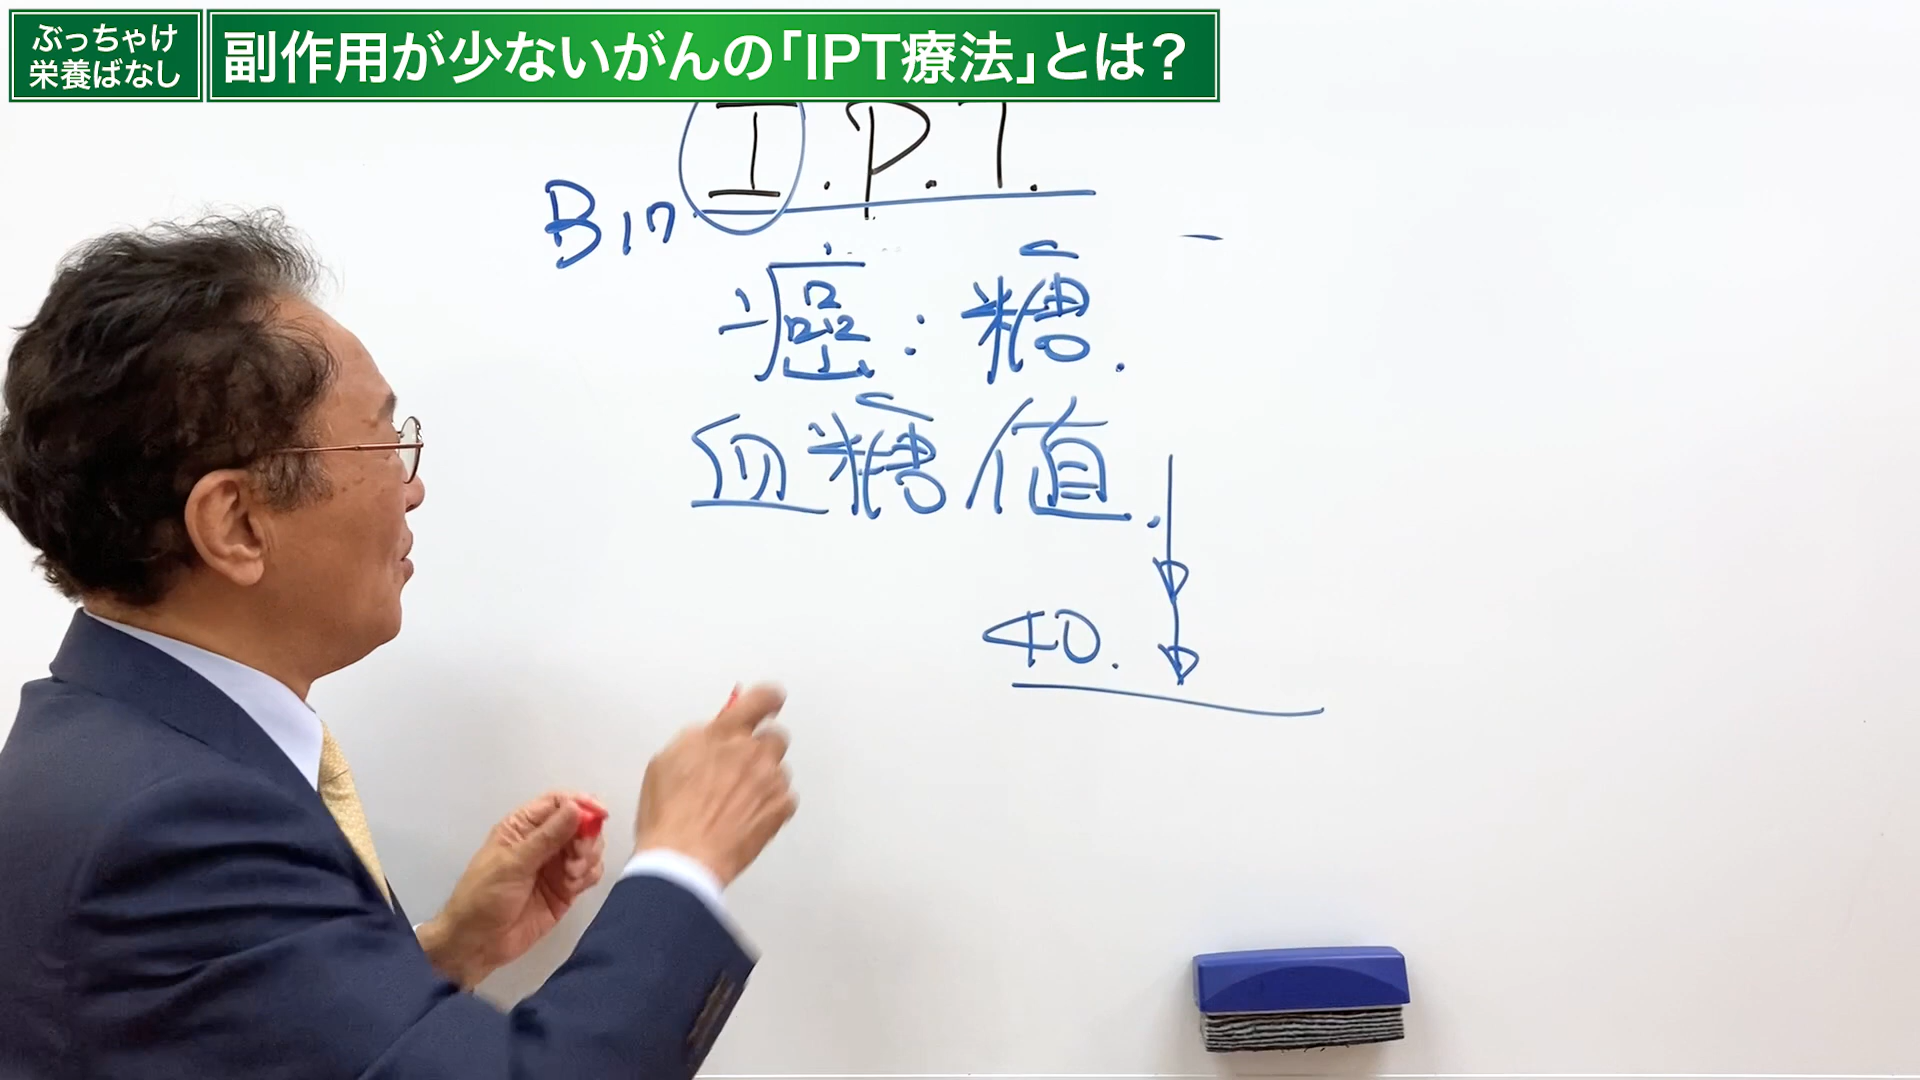 ぶっちゃけ
栄養ばなし
副作用が少ないがんの「IPT療法」とは？
I.P.T.
B17
癌：糖.
血糖値.
40.